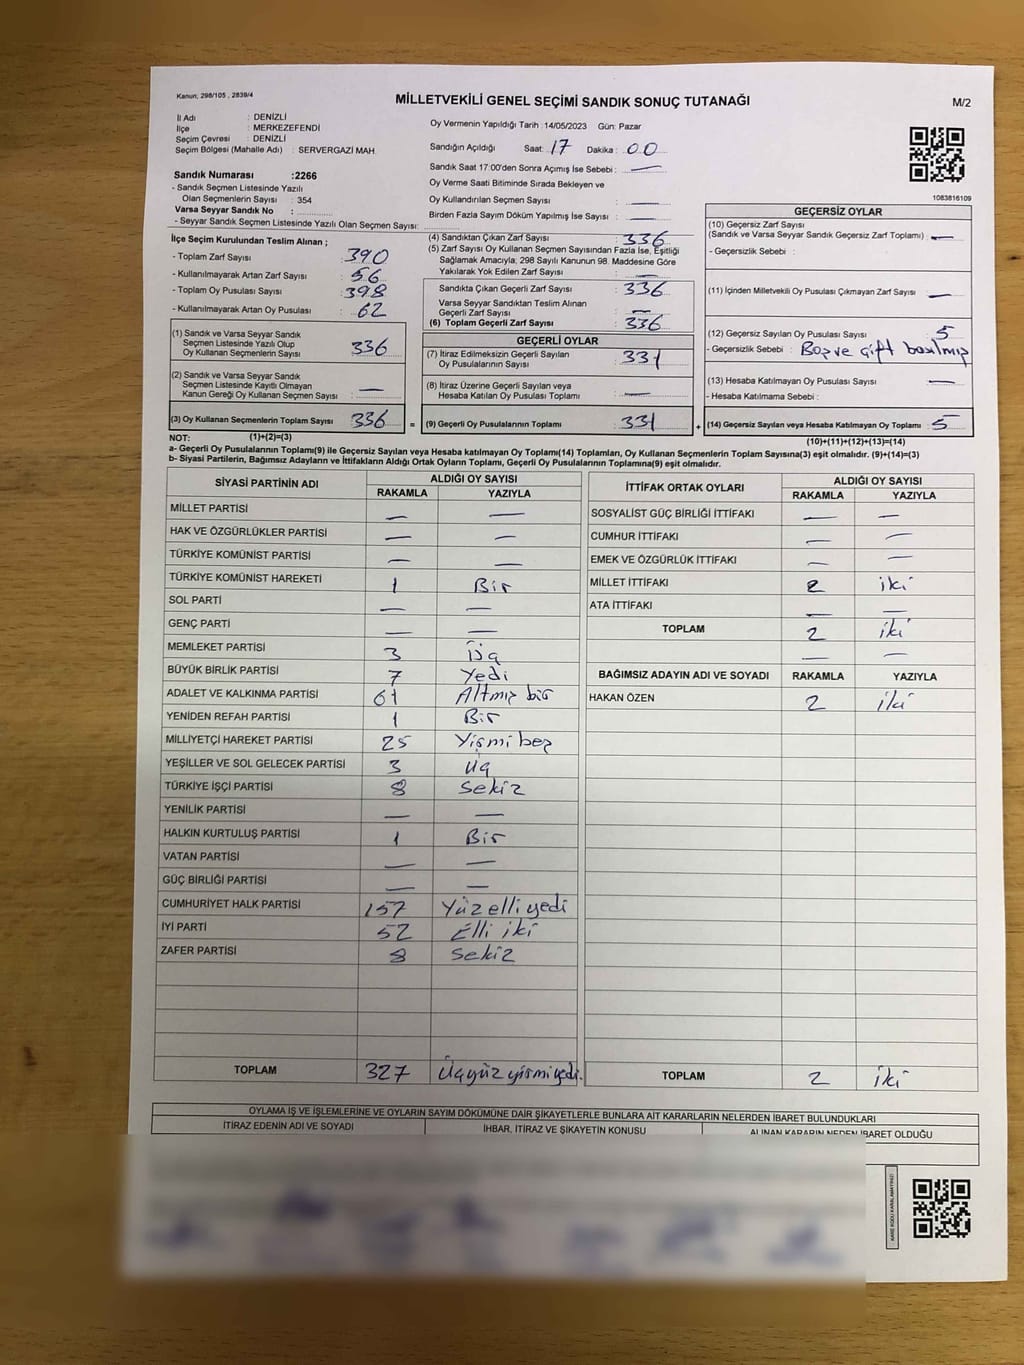 Kanun; 298/105 , 2839/4
MİLLETVEKİLİ GENEL SEÇİMİ SANDIK SONUÇ TUTANAĞI
M/2
İl Adı : DENİZLİ
İlçe : MERKEZEFENDİ
Seçim Çevresi : DENİZLİ
Seçim Bölgesi (Mahalle Adı) : SERVERGAZİ MAH.
Oy Vermenin Yapıldığı Tarih :14/05/2023 Gün: Pazar
Sandığın Açıldığı Saat: 17 Dakika : 00
Sandık Saat 17:00'den Sonra Açımış İse Sebebi : —
Oy Verme Saati Bitiminde Sırada Bekleyen ve
Oy Kullandırılan Seçmen Sayısı : —
Birden Fazla Sayım Döküm Yapılmış İse Sayısı : —
1083816109
Sandık Numarası :2266
- Sandık Seçmen Listesinde Yazılı
Olan Seçmenlerin Sayısı : 354
Varsa Seyyar Sandık No :
- Seyyar Sandık Seçmen Listesinde Yazılı Olan Seçmen Sayısı:
İlçe Seçim Kurulundan Teslim Alınan ;
- Toplam Zarf Sayısı : 390
- Kullanılmayarak Artan Zarf Sayısı : 56
- Toplam Oy Pusulası Sayısı : 398
- Kullanılmayarak Artan Oy Pusulası : 62
(1) Sandık ve Varsa Seyyar Sandık
Seçmen Listesinde Yazılı Olup
Oy Kullanan Seçmenlerin Sayısı : 336
(2) Sandık ve Varsa Seyyar Sandık
Seçmen Listesinde Kayıtlı Olmayan
Kanun Gereği Oy Kullanan Seçmen Sayısı : —
(3) Oy Kullanan Seçmenlerin Toplam Sayısı : 336 =
(4) Sandıktan Çıkan Zarf Sayısı : 336
(5) Zarf Sayısı Oy Kullanan Seçmen Sayısından Fazla İse, Eşitliği
Sağlamak Amacıyla; 298 Sayılı Kanunun 98. Maddesine Göre
Yakılarak Yok Edilen Zarf Sayısı : —
Sandıkta Çıkan Geçerli Zarf Sayısı : 336
Varsa Seyyar Sandıktan Teslim Alınan
Geçerli Zarf Sayısı : —
(6) Toplam Geçerli Zarf Sayısı : 336
GEÇERLİ OYLAR
(7) İtiraz Edilmeksizin Geçerli Sayılan
Oy Pusulalarının Sayısı : 331
(8) İtiraz Üzerine Geçerli Sayılan veya
Hesaba Katılan Oy Pusulası Toplamı : —
(9) Geçerli Oy Pusulalarının Toplamı : 331 +
GEÇERSİZ OYLAR
(10) Geçersiz Zarf Sayısı
(Sandık ve Varsa Seyyar Sandık Geçersiz Zarf Toplamı) : —
- Geçersizlik Sebebi :
(11) İçinden Milletvekili Oy Pusulası Çıkmayan Zarf Sayısı : —
(12) Geçersiz Sayılan Oy Pusulası Sayısı : 5
- Geçersizlik Sebebi : Boş ve çift basılmış
(13) Hesaba Katılmayan Oy Pusulası Sayısı : —
- Hesaba Katılmama Sebebi :
(14) Geçersiz Sayılan veya Hesaba Katılmayan Oy Toplamı : 5
NOT: (1)+(2)=(3)
(10)+(11)+(12)+(13)=(14)
a- Geçerli Oy Pusulalarının Toplamı(9) ile Geçersiz Sayılan veya Hesaba katılmayan Oy Toplamı(14) Toplamları, Oy Kullanan Seçmenlerin Toplam Sayısına(3) eşit olmalıdır. (9)+(14)=(3)
b- Siyasi Partilerin, Bağımsız Adayların ve İttifakların Aldığı Ortak Oyların Toplamı, Geçerli Oy Pusulalarının Toplamına(9) eşit olmalıdır.
SİYASİ PARTİNİN ADI ALDIĞI OY SAYISI
RAKAMLA YAZIYLA
MİLLET PARTİSİ — —
HAK VE ÖZGÜRLÜKLER PARTİSİ — —
TÜRKİYE KOMÜNİST PARTİSİ — —
TÜRKİYE KOMÜNİST HAREKETİ 1 Bir
SOL PARTİ — —
GENÇ PARTİ — —
MEMLEKET PARTİSİ 3 Üç
BÜYÜK BİRLİK PARTİSİ 7 Yedi
ADALET VE KALKINMA PARTİSİ 61 Altmış bir
YENİDEN REFAH PARTİSİ 1 Bir
MİLLİYETÇİ HAREKET PARTİSİ 25 Yirmi beş
YEŞİLLER VE SOL GELECEK PARTİSİ 3 üç
TÜRKİYE İŞÇİ PARTİSİ 8 Sekiz
YENİLİK PARTİSİ — —
HALKIN KURTULUŞ PARTİSİ 1 Bir
VATAN PARTİSİ — —
GÜÇ BİRLİĞİ PARTİSİ — —
CUMHURİYET HALK PARTİSİ 157 Yüz elli yedi
İYİ PARTİ 52 Elli iki
ZAFER PARTİSİ 8 Sekiz
TOPLAM 327 Üçyüz yirmi yedi.
İTTİFAK ORTAK OYLARI ALDIĞI OY SAYISI
RAKAMLA YAZIYLA
SOSYALİST GÜÇ BİRLİĞİ İTTİFAKI — —
CUMHUR İTTİFAKI — —
EMEK VE ÖZGÜRLÜK İTTİFAKI — —
MİLLET İTTİFAKI 2 iki
ATA İTTİFAKI — —
TOPLAM 2 iki
— —
BAĞIMSIZ ADAYIN ADI VE SOYADI RAKAMLA YAZIYLA
HAKAN ÖZEN 2 iki
TOPLAM 2 iki
OYLAMA İŞ VE İŞLEMLERİNE VE OYLARIN SAYIM DÖKÜMÜNE DAİR ŞİKAYETLERLE BUNLARA AİT KARARLARIN NELERDEN İBARET BULUNDUKLARI
İTİRAZ EDENİN ADI VE SOYADI İHBAR, İTİRAZ VE ŞİKAYETİN KONUSU ALINAN KARARIN NEDEN İBARET OLDUĞU
KARE KODU KARALAMAYINIZ!